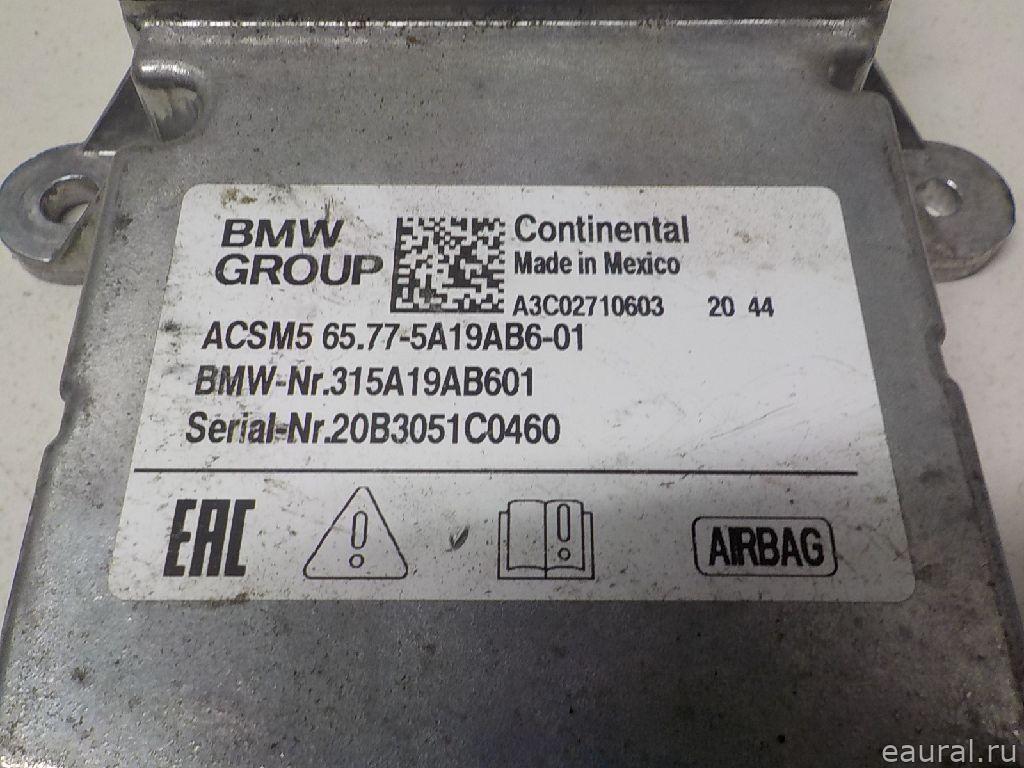 BMW
GROUP
Continental
Made in Mexico
A3C02710603 20 44
ACSM5 65.77-5A19AB6-01
BMW-Nr.315A19AB601
Serial-Nr.20B3051C0460
EAC
AIRBAG
eaural.ru